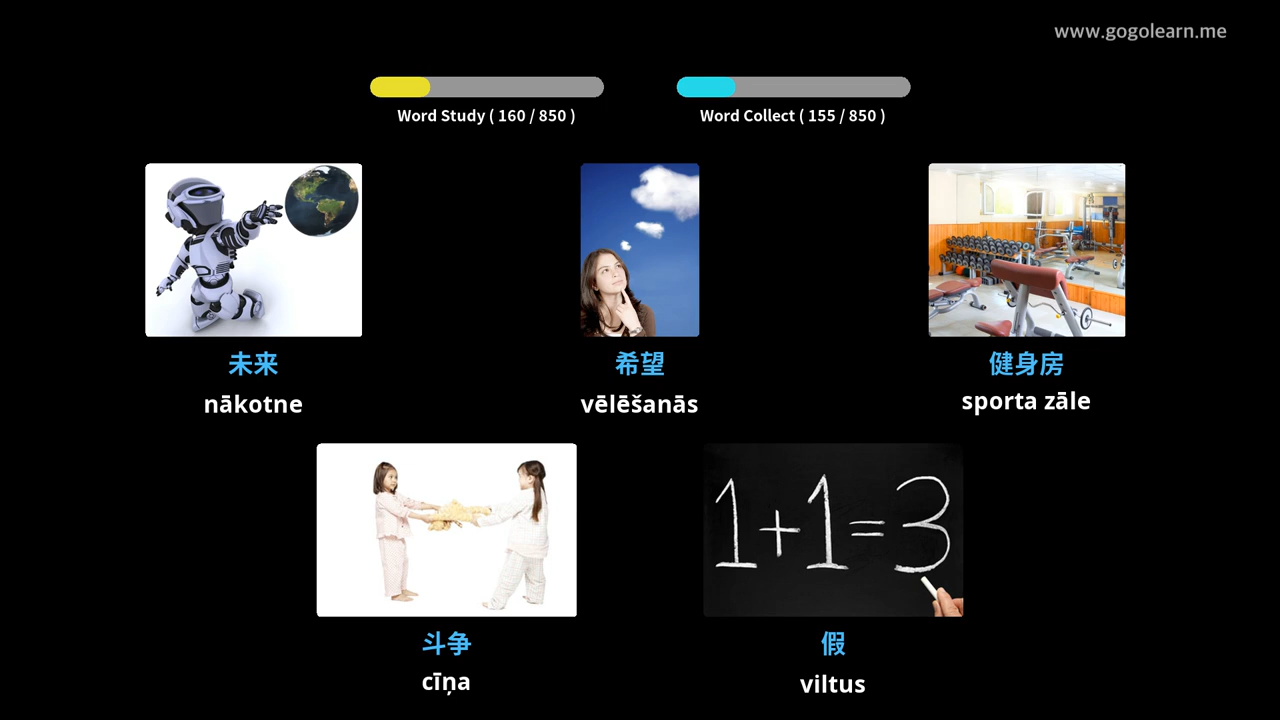 www.gogolearn.me
Word Study ( 160 / 850 )
Word Collect ( 155 / 850 )
未来
nākotne
希望
vēlēšanās
健身房
sporta zāle
斗争
cīņa
1+1=3
假
viltus